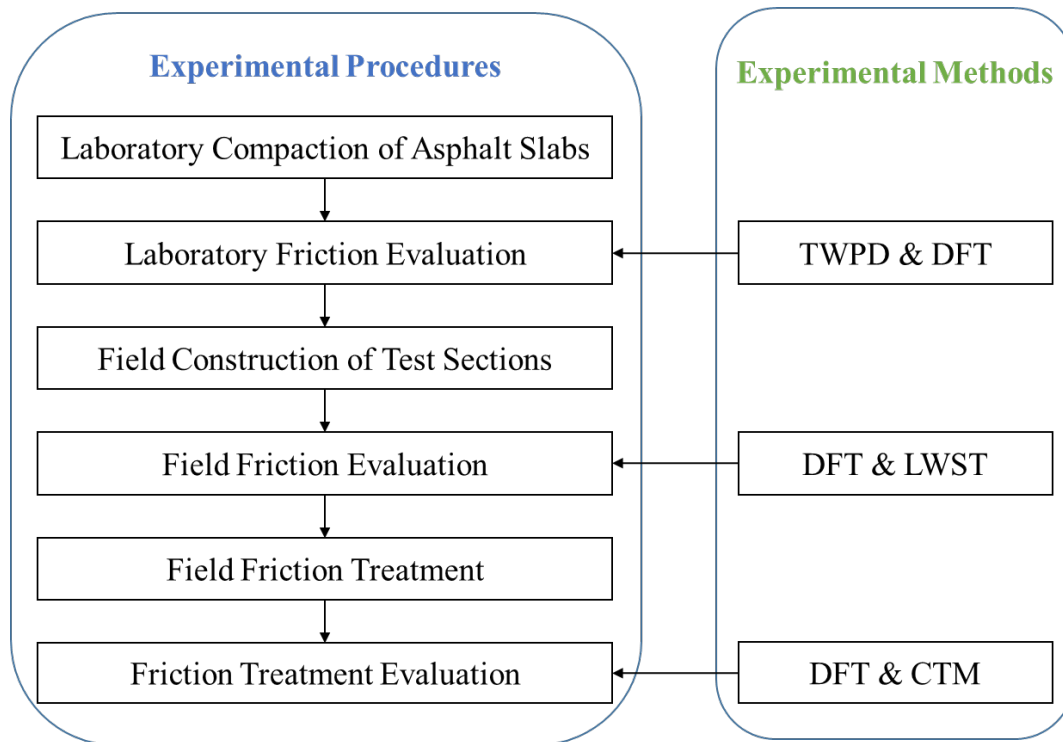 Experimental Procedures
Laboratory Compaction of Asphalt Slabs
Laboratory Friction Evaluation
Field Construction of Test Sections
Field Friction Evaluation
Field Friction Treatment
Friction Treatment Evaluation
Experimental Methods
TWPD & DFT
DFT & LWST
DFT & CTM